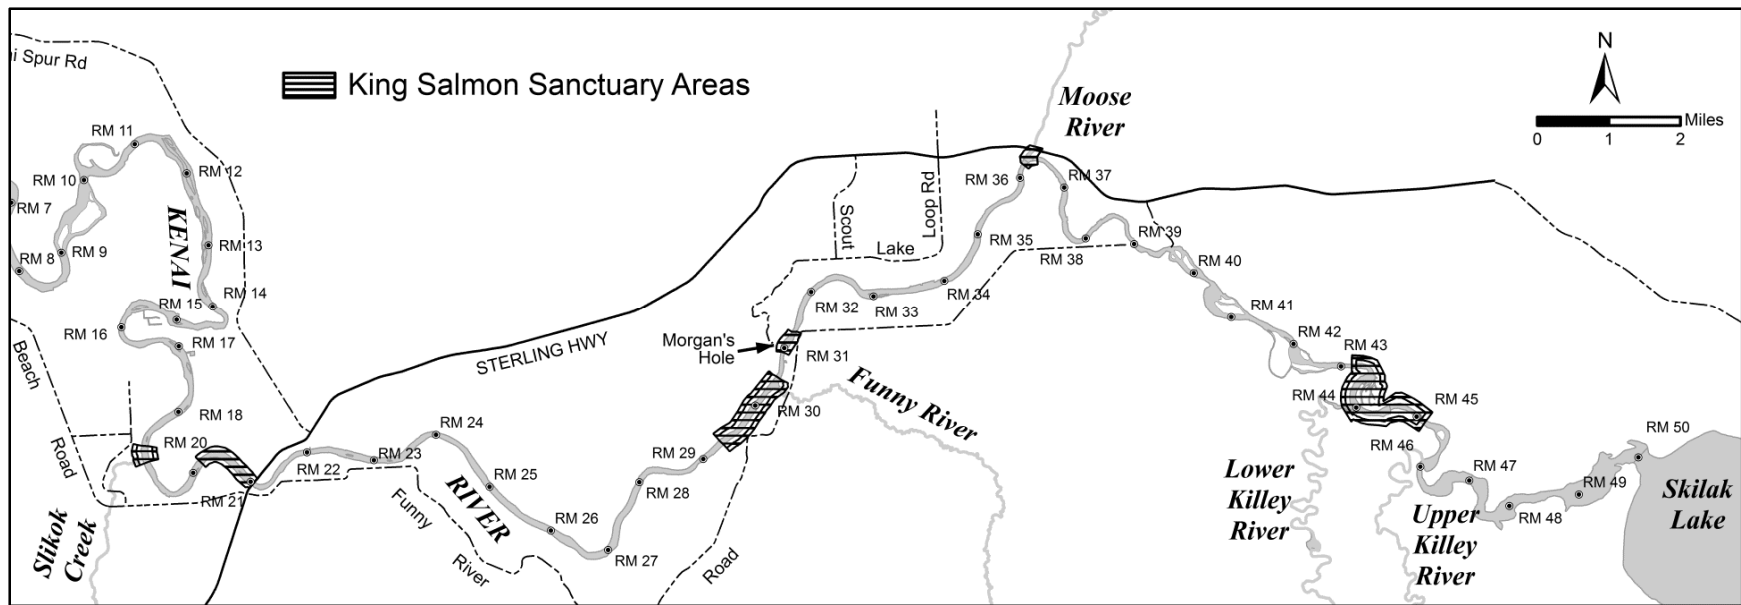 i Spur Rd
King Salmon Sanctuary Areas
Moose
River
N
Miles
0
1
2
RM 11
RM 12
RM 10
RM 7
RM 9
RM 8
KENAI
RM 13
RM 14
RM 15
RM 16
RM 17
RM 18
RM 20
RM 21
Beach
Road
Slikok
Creek
STERLING HWY
RM 22
RM 23
RM 24
RM 25
RIVER
RM 26
RM 27
RM 28
RM 29
Funny
River
Road
RM 30
Morgan's
Hole
RM 31
Funny River
Scout
Lake
Loop Rd
RM 32
RM 33
RM 34
RM 35
RM 36
RM 37
RM 38
RM 39
RM 40
RM 41
RM 42
RM 43
RM 44
RM 45
RM 46
RM 47
RM 48
RM 49
RM 50
Lower
Killey
River
Upper
Killey
River
Skilak
Lake